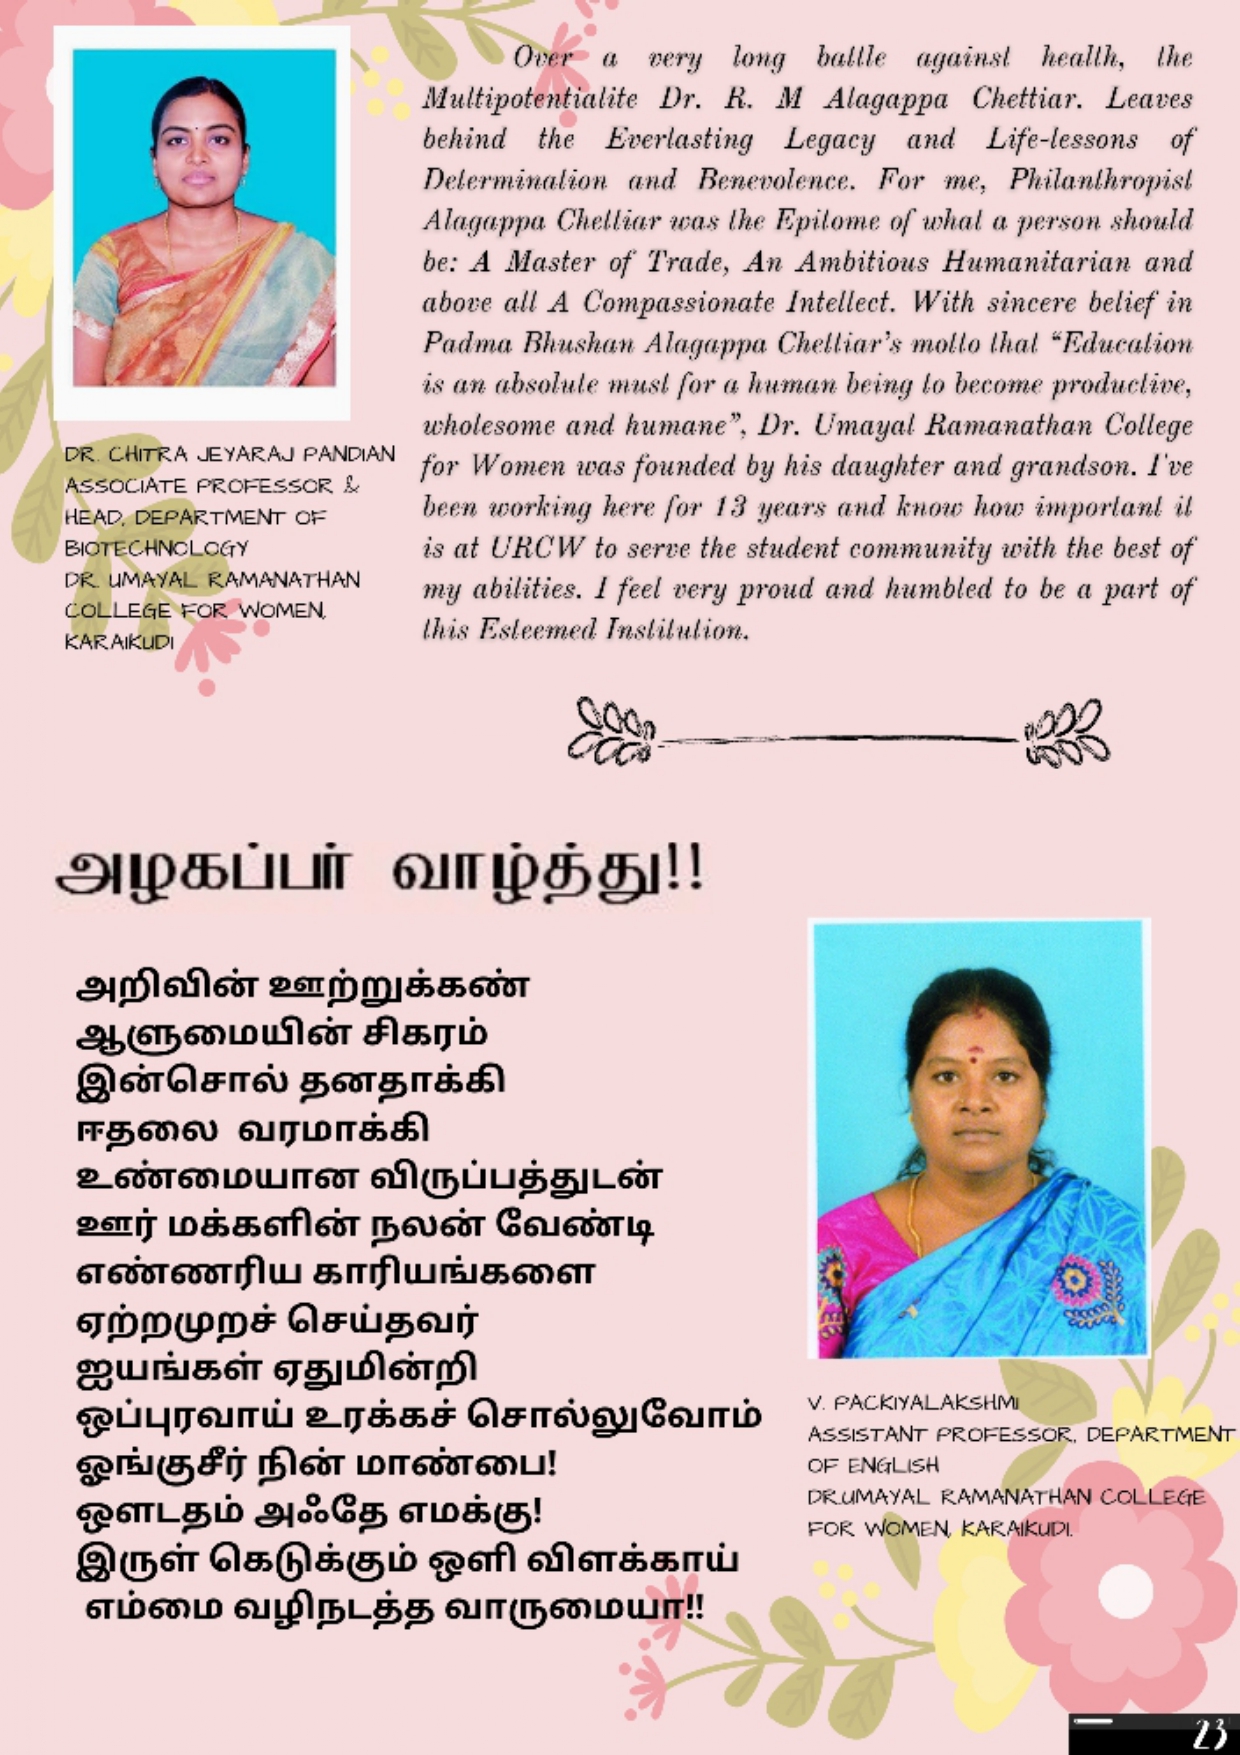 Over a very long battle against health, the
Multipotentialite Dr. R. M Alagappa Chettiar. Leaves
behind the Everlasting Legacy and Life-lessons of
Determination and Benevolence. For me, Philanthropist
Alagappa Chettiar was the Epitome of what a person should
be: A Master of Trade, An Ambitious Humanitarian and
above all A Compassionate Intellect. With sincere belief in
Padma Bhushan Alagappa Chettiar's motto that “Education
is an absolute must for a human being to become productive,
wholesome and humane”, Dr. Umayal Ramanathan College
for Women was founded by his daughter and grandson. I've
been working here for 13 years and know how important it
is at URCW to serve the student community with the best of
my abilities. I feel very proud and humbled to be a part of
this Esteemed Institution.
DR. CHITRA JEYARAJ PANDIAN
ASSOCIATE PROFESSOR &
HEAD, DEPARTMENT OF
BIOTECHNOLOGY
DR. UMAYAL RAMANATHAN
COLLEGE FOR WOMEN,
KARAIKUDI
அழகப்பர் வாழ்த்து!!
அறிவின் ஊற்றுக்கண்
ஆளுமையின் சிகரம்
இன்சொல் தனதாக்கி
ஈதலை வரமாக்கி
உண்மையான விருப்பத்துடன்
ஊர் மக்களின் நலன் வேண்டி
எண்ணரிய காரியங்களை
ஏற்றமுறச் செய்தவர்
ஐயங்கள் ஏதுமின்றி
ஒப்புரவாய் உரக்கச் சொல்லுவோம்
ஓங்குசீர் நின் மாண்பை!
ஔடதம் அஃதே எமக்கு!
இருள் கெடுக்கும் ஒளி விளக்காய்
எம்மை வழிநடத்த வாருமையா!!
V. PACKIYALAKSHMI
ASSISTANT PROFESSOR, DEPARTMENT
OF ENGLISH
DR.UMAYAL RAMANATHAN COLLEGE
FOR WOMEN, KARAIKUDI.
23